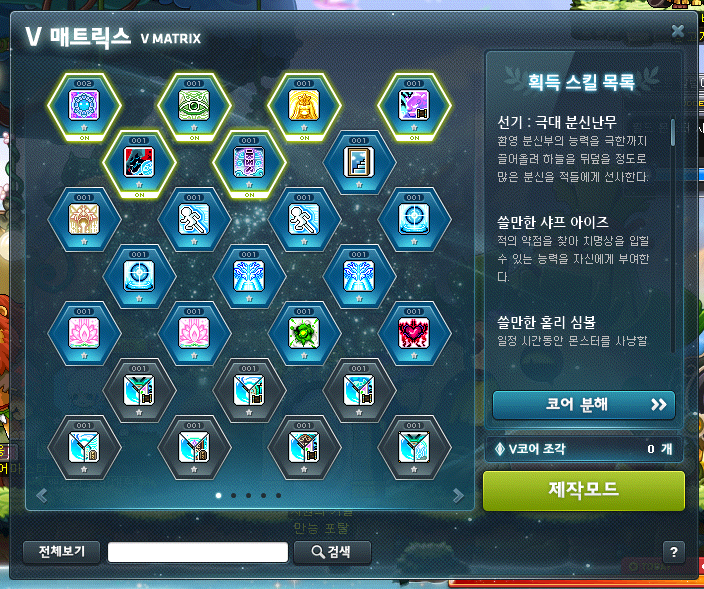 V 매트릭스 V MATRIX
002 001 001 001
ON ON ON ON
001 001 001
ON ON
001 001 001 001
001 001 001
001 001 001 001
001 001 001
001 001 001 001
획득 스킬 목록
선기 : 극대 분신난무
환영 분신부의 능력을 극한까지
끌어올려 하늘을 뒤덮을 정도로
많은 분신을 적들에게 선사한다.
쓸만한 샤프 아이즈
적의 약점을 찾아 치명상을 입힐
수 있는 능력을 자신에게 부여한
다.
쓸만한 홀리 심볼
일정 시간동안 몬스터를 사냥할
코어 분해
V코어 조각 0 개
제작모드
만능 포탈
전체보기 검색 ?